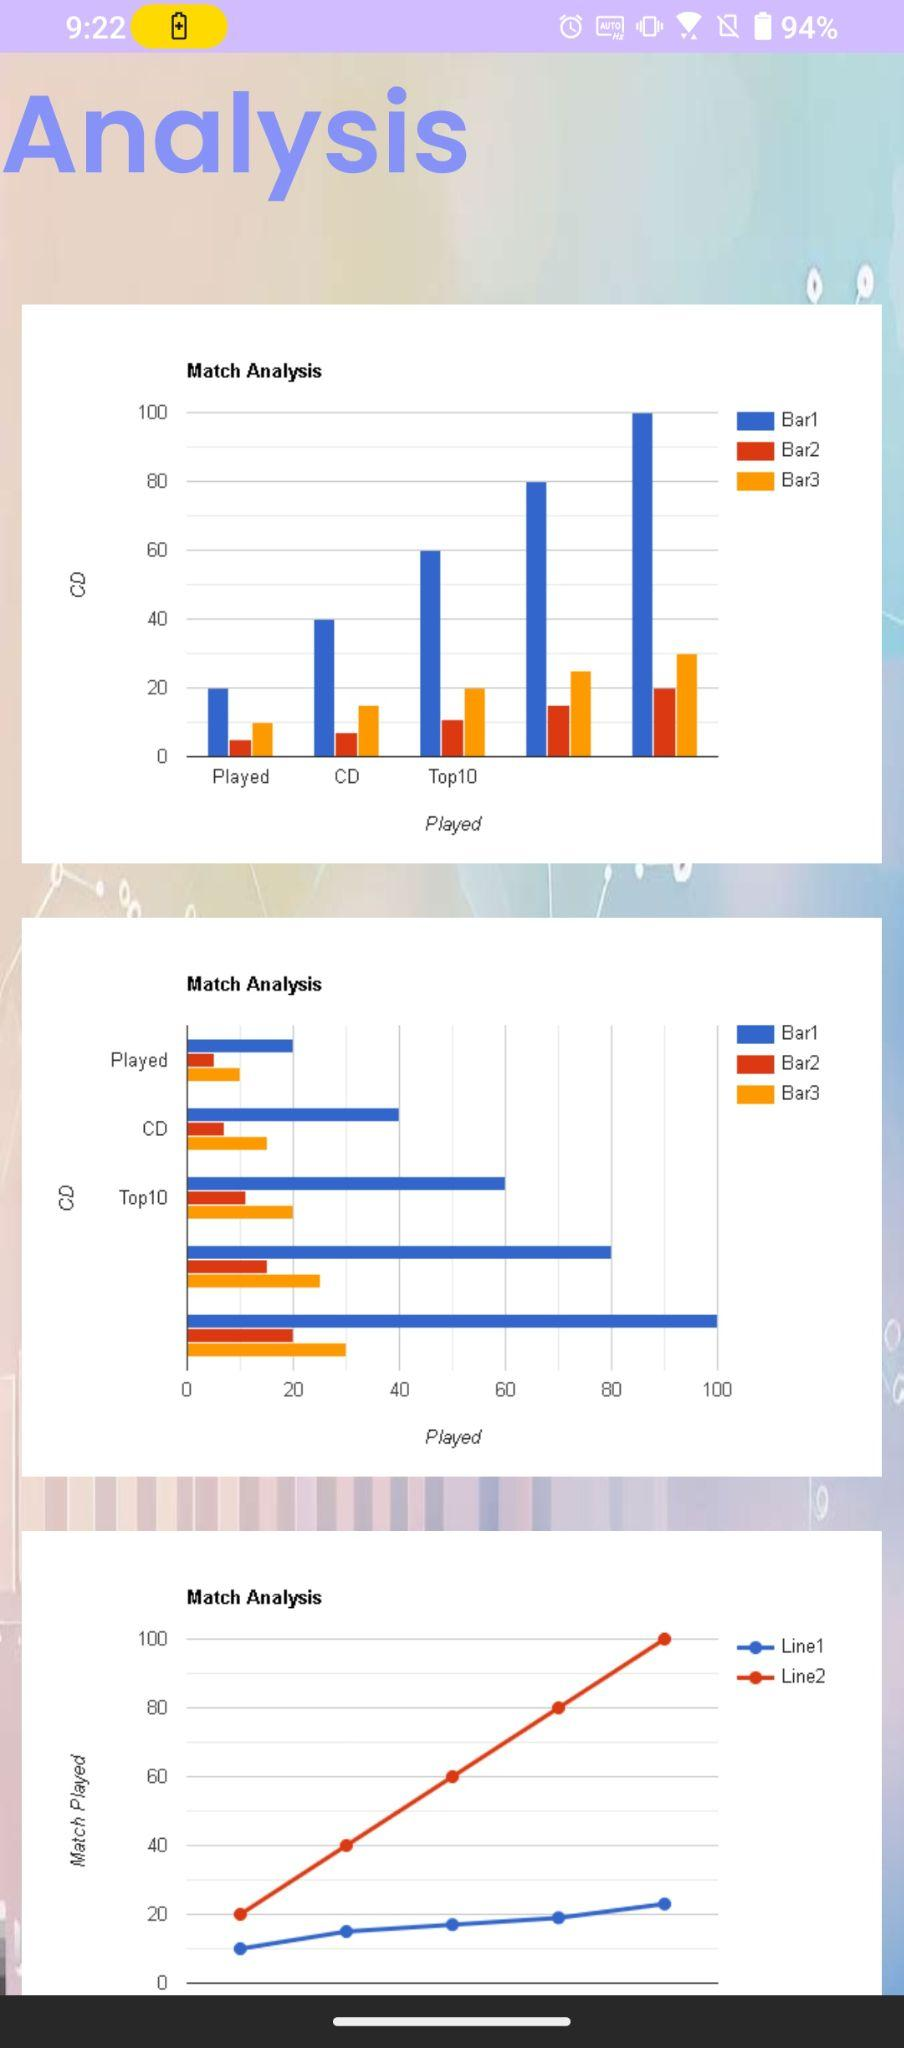 9:22 AUTO Hz 94%
Analysis
Match Analysis
100
80
60
40
20
0
CD
Played CD Top10
Played
Bar1
Bar2
Bar3
Match Analysis
Played
CD
Top10
CD
0 20 40 60 80 100
Played
Bar1
Bar2
Bar3
Match Analysis
100
80
60
40
20
0
Match Played
Line1
Line2